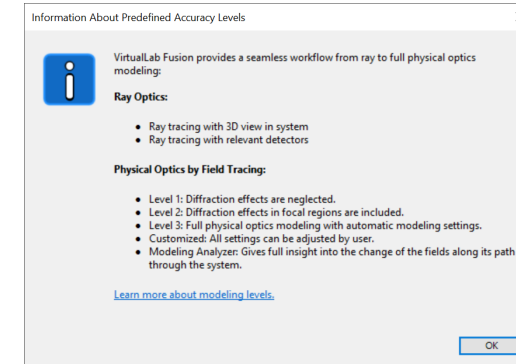 Information About Predefined Accuracy Levels
VirtualLab Fusion provides a seamless workflow from ray to full physical optics
modeling:
Ray Optics:
• Ray tracing with 3D view in system
• Ray tracing with relevant detectors
Physical Optics by Field Tracing:
• Level 1: Diffraction effects are neglected.
• Level 2: Diffraction effects in focal regions are included.
• Level 3: Full physical optics modeling with automatic modeling settings.
• Customized: All settings can be adjusted by user.
• Modeling Analyzer: Gives full insight into the change of the fields along its path
through the system.
Learn more about modeling levels.
OK